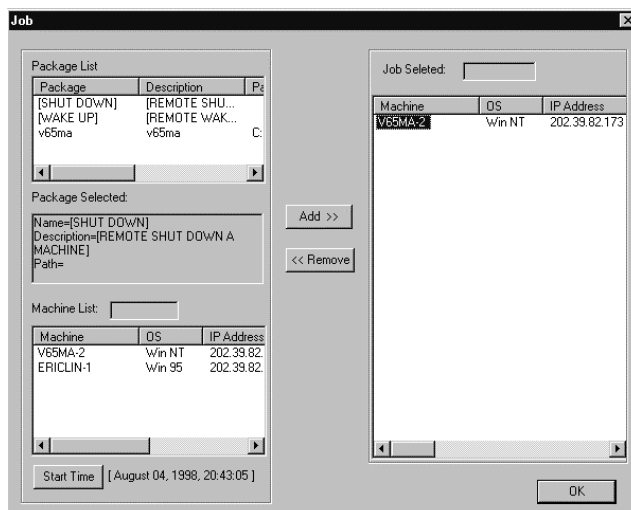 Job
Package List
Package Description Pa
[SHUT DOWN] [REMOTE SHU...
[WAKE UP] [REMOTE WAK...
v65ma v65ma C:
Package Selected:
Name=[SHUT DOWN]
Description=[REMOTE SHUT DOWN A
MACHINE]
Path=
Machine List:
Machine OS IP Address
V65MA-2 Win NT 202.39.82.
ERICLIN-1 Win 95 202.39.82.
Start Time [ August 04, 1998, 20:43:05 ]
Add >>
<< Remove
Job Seleted:
Machine OS IP Address
V65MA-2 Win NT 202.39.82.173
OK